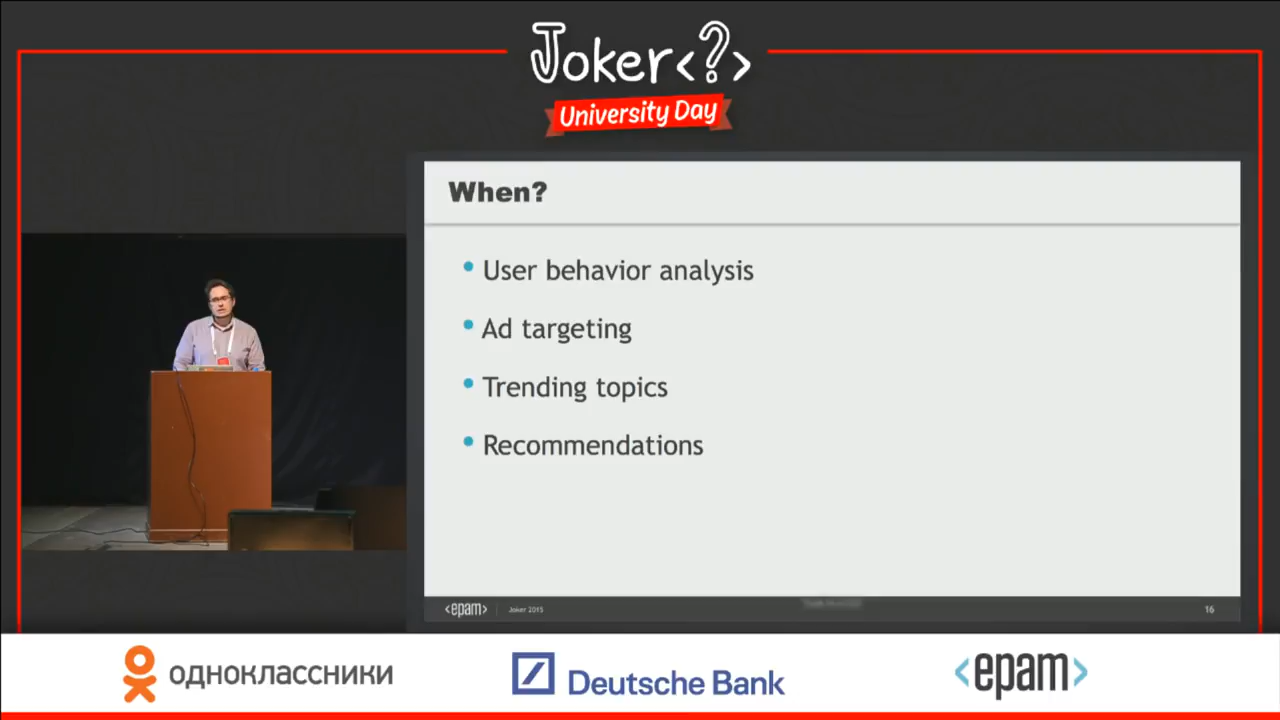 Joker<?>
University Day
When?
• User behavior analysis
• Ad targeting
• Trending topics
• Recommendations
<epam> Joker 2015 16
одноклассники
Deutsche Bank
<epam>